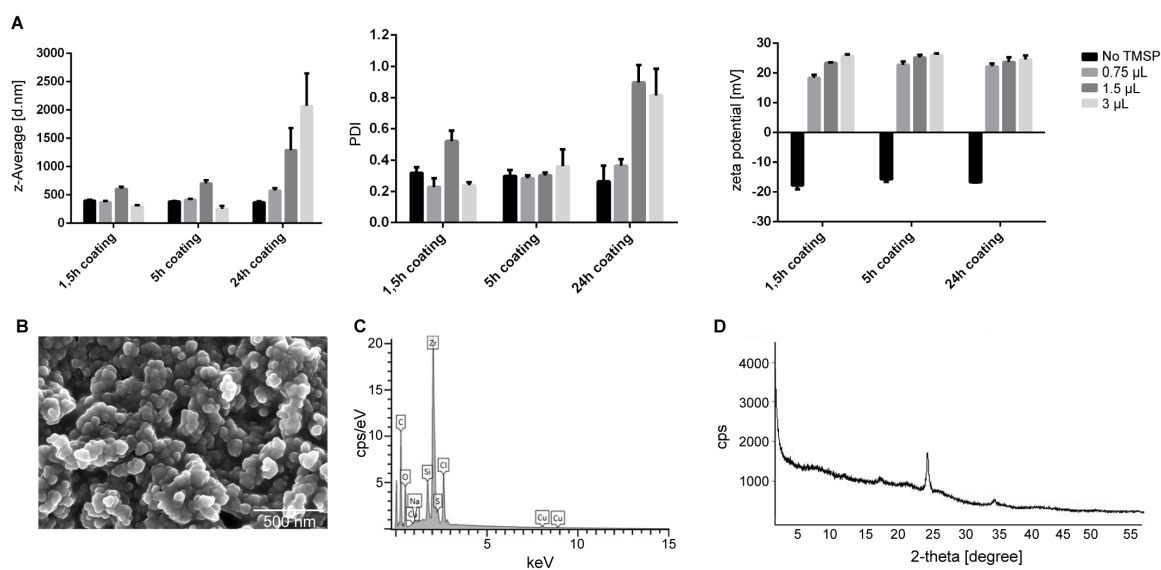 A
3000
2500
2000
1500
1000
500
0
z-Average [d.nm]
1,5h coating
5h coating
24h coating
1.2
1.0
0.8
0.6
0.4
0.2
0.0
PDI
1,5h coating
5h coating
24h coating
30
20
10
0
-10
-20
-30
zeta potential [mV]
1,5h coating
5h coating
24h coating
No TMSP
0.75 µL
1.5 µL
3 µL
B
500 nm
C
20
15
10
5
cps/eV
C
O
Cu
Na
Si
Zr
S
Cl
Cu
Cu
5
10
15
keV
D
4000
3000
2000
1000
cps
5 10 15 20 25 30 35 40 45 50 55
2-theta [degree]